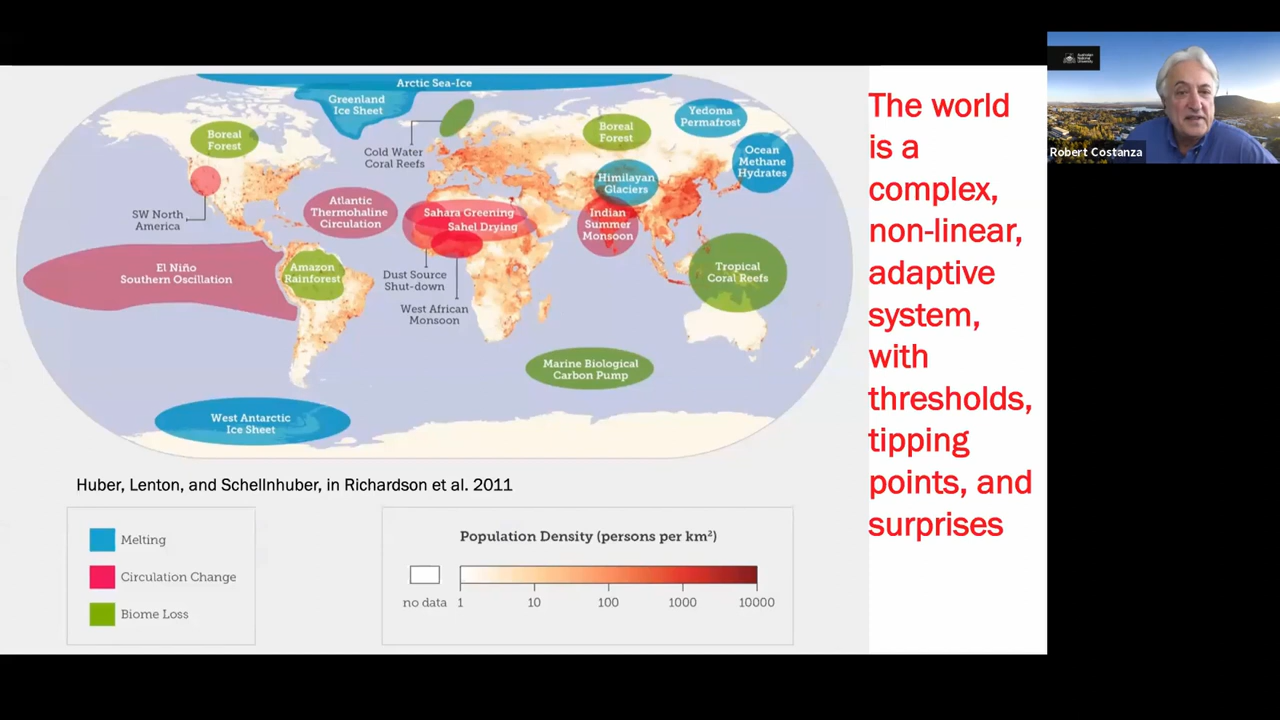 Arctic Sea-Ice
Greenland
Ice Sheet
Yedoma
Permafrost
Boreal
Forest
Boreal
Forest
Cold Water
Coral Reefs
Ocean
Methane
Hydrates
Himilayan
Glaciers
SW North
America
Atlantic
Thermohaline
Circulation
Sahara Greening
Sahel Drying
Indian
Summer
Monsoon
El Niño
Southern Oscillation
Amazon
Rainforest
Dust Source
Shut-down
West African
Monsoon
Tropical
Coral Reefs
Marine Biological
Carbon Pump
West Antarctic
Ice Sheet
Huber, Lenton, and Schellnhuber, in Richardson et al. 2011
Melting
Circulation Change
Biome Loss
Population Density (persons per km²)
no data 1 10 100 1000 10000
The world
is a
complex,
non-linear,
adaptive
system,
with
thresholds,
tipping
points, and
surprises
Australian
National
University
Robert Costanza